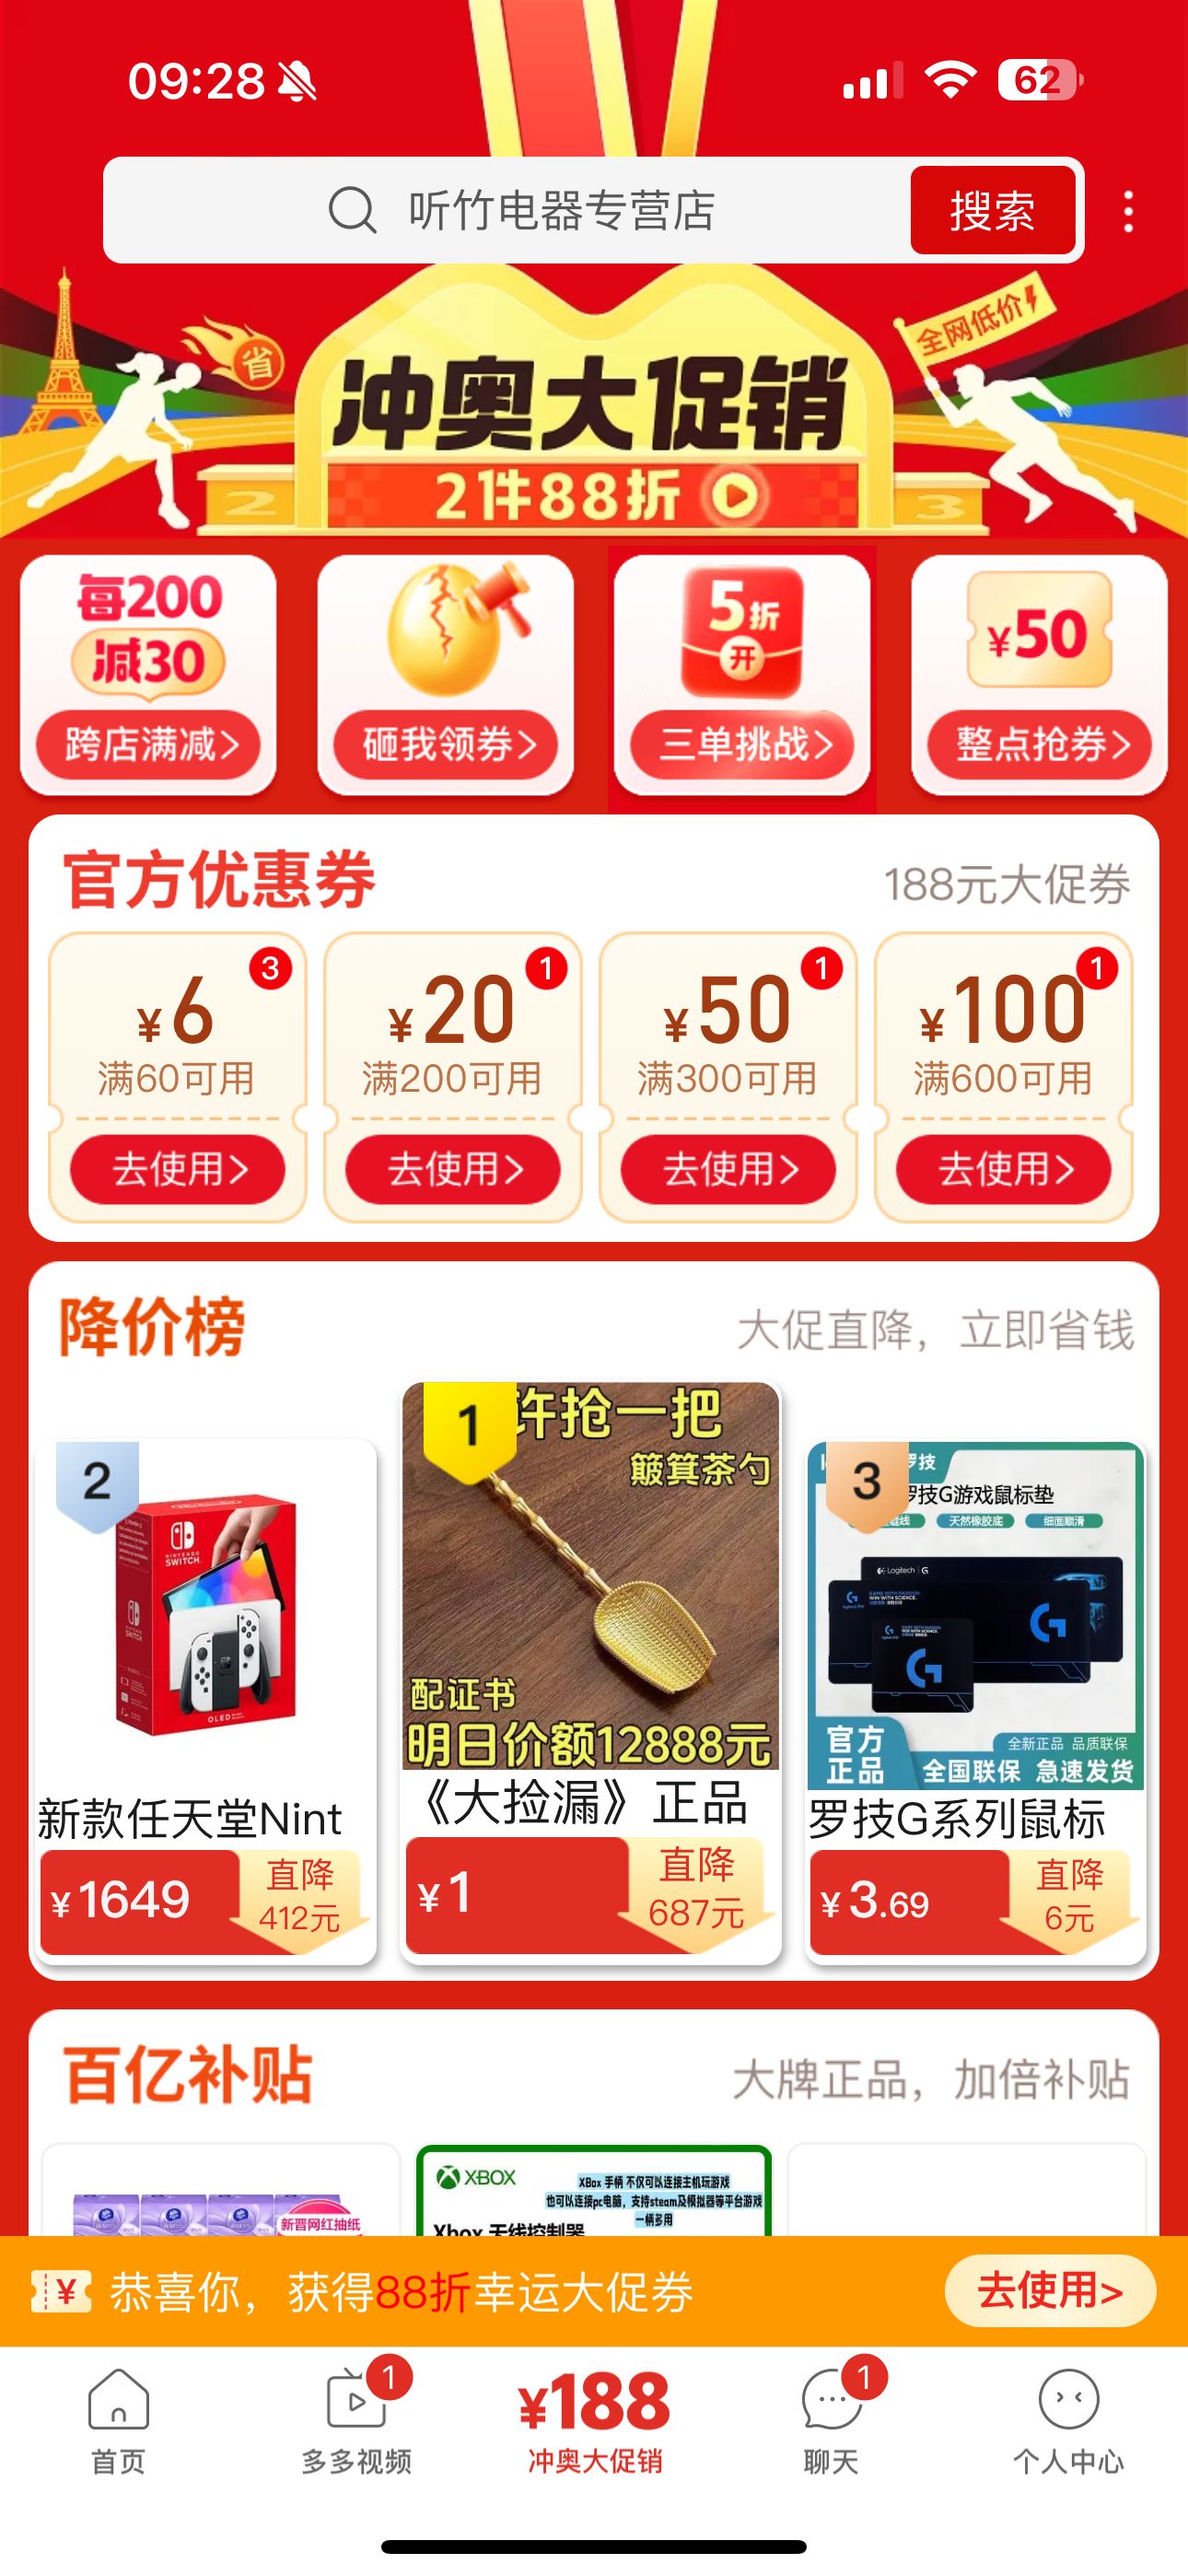 09:28
62
听竹电器专营店
搜索
省
全网低价
冲奥大促销
2件88折
2
3
每200
减30
跨店满减>
砸我领券>
5折
开
三单挑战>
¥50
整点抢券>
官方优惠券
188元大促券
¥6
3
满60可用
去使用>
¥20
1
满200可用
去使用>
¥50
1
满300可用
去使用>
¥100
1
满600可用
去使用>
降价榜
大促直降，立即省钱
2
NINTENDO
SWITCH
OLED
新款任天堂Nint
¥1649
直降
412元
1
许抢一把
簸箕茶勺
配证书
明日价额12888元
《大捡漏》正品
¥1
直降
687元
3
罗技
罗技G游戏鼠标垫
天然橡胶底
细面顺滑
Logitech G
官方
正品
全新正品 品质联保
全国联保 急速发货
罗技G系列鼠标
¥3.69
直降
6元
百亿补贴
大牌正品，加倍补贴
新晋网红抽纸
XBOX
XBox 手柄 不仅可以连接主机玩游戏
也可以连接pc电脑，支持steam及模拟器等平台游戏
一柄多用
Xbox 无线控制器
¥
恭喜你，获得88折幸运大促券
去使用>
首页
多多视频
1
¥188
冲奥大促销
聊天
1
个人中心